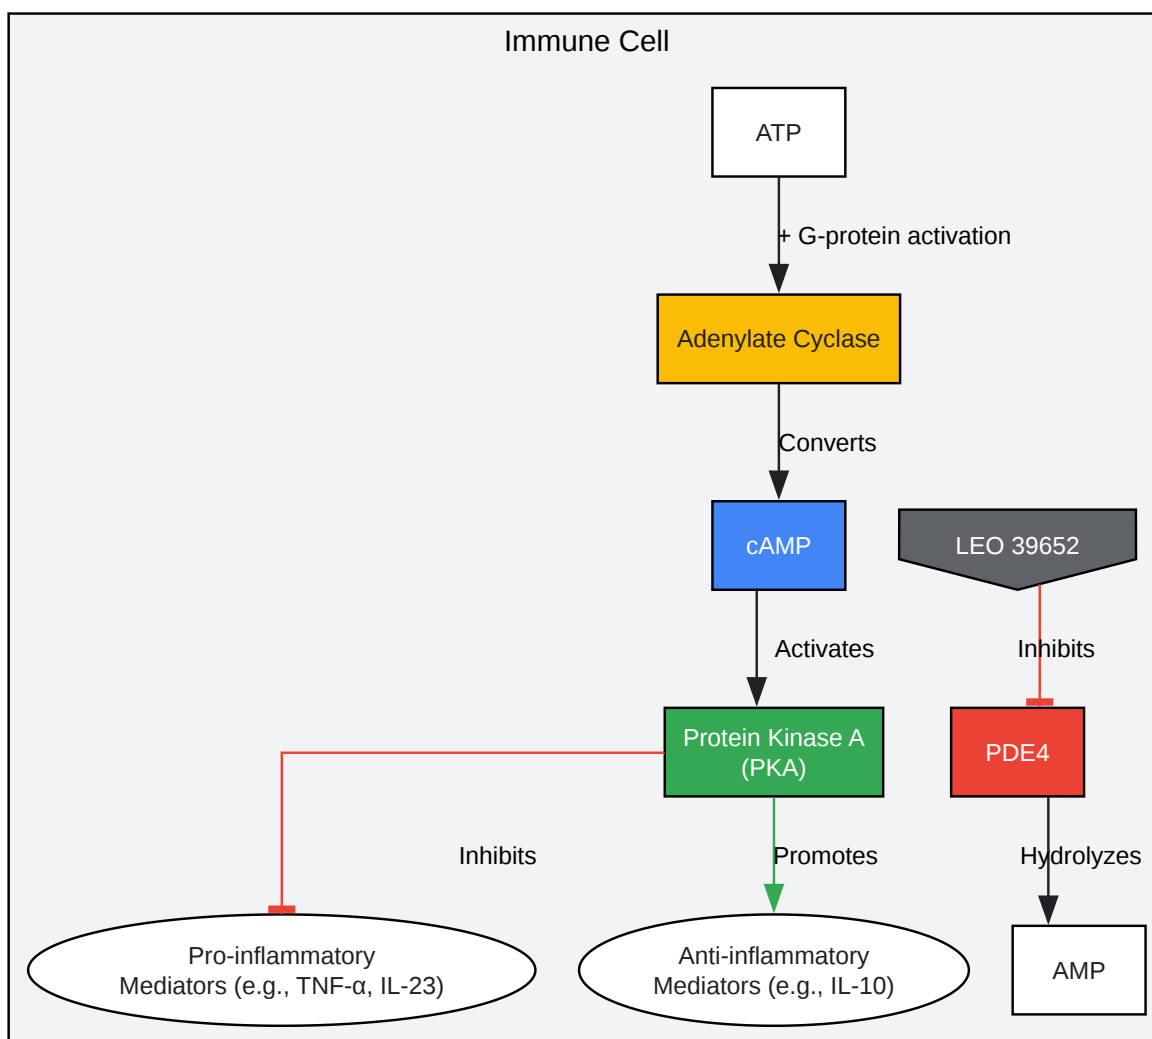 Immune Cell
ATP
+ G-protein activation
Adenylate Cyclase
Converts
cAMP
LEO 39652
Activates
Inhibits
Protein Kinase A
(PKA)
PDE4
Inhibits
Promotes
Hydrolyzes
Pro-inflammatory
Mediators (e.g., TNF-α, IL-23)
Anti-inflammatory
Mediators (e.g., IL-10)
AMP